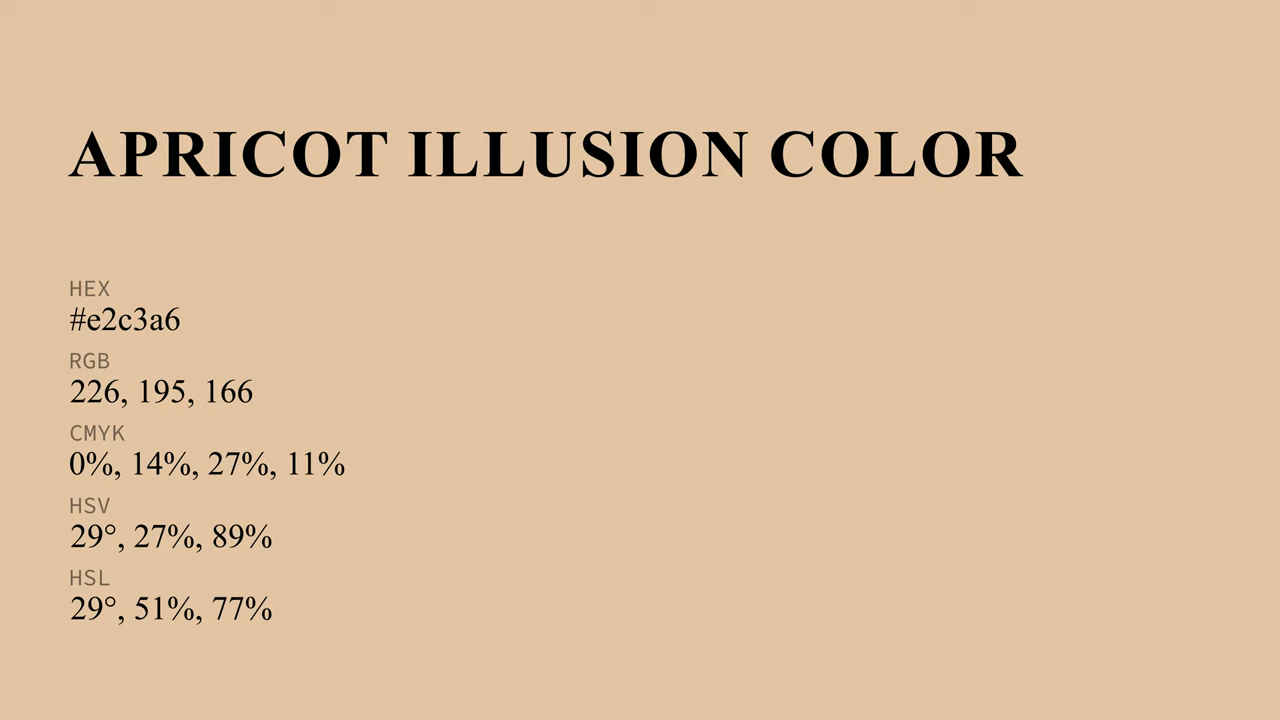 APRICOT ILLUSION COLOR
HEX
#e2c3a6
RGB
226, 195, 166
CMYK
0%, 14%, 27%, 11%
HSV
29°, 27%, 89%
HSL
29°, 51%, 77%